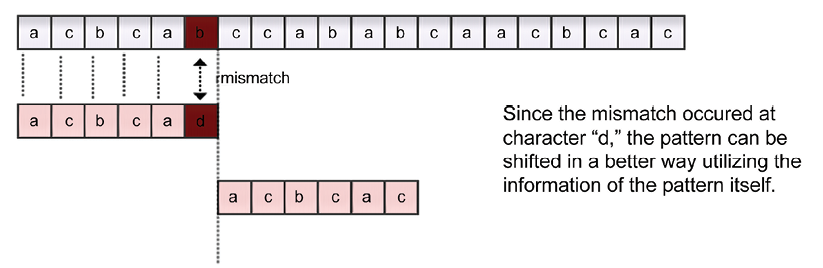 a c b c a b c c a b a b c a a c b c a c
mismatch
a c b c a d
Since the mismatch occured at
character “d,” the pattern can be
shifted in a better way utilizing the
information of the pattern itself.
a c b c a c